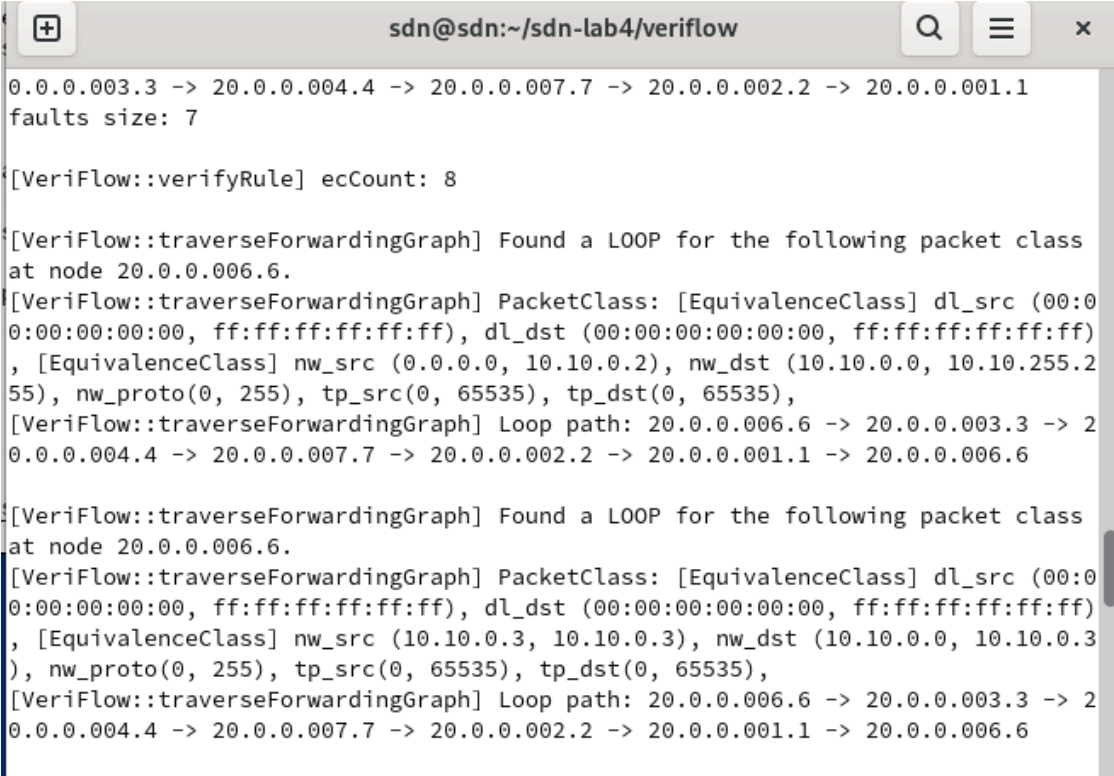 sdn@sdn:~/sdn-lab4/veriflow
0.0.0.003.3 -> 20.0.0.004.4 -> 20.0.0.007.7 -> 20.0.0.002.2 -> 20.0.0.001.1
faults size: 7
[VeriFlow::verifyRule] ecCount: 8
[VeriFlow::traverseForwardingGraph] Found a LOOP for the following packet class
at node 20.0.0.006.6.
[VeriFlow::traverseForwardingGraph] PacketClass: [EquivalenceClass] dl_src (00:0
0:00:00:00:00, ff:ff:ff:ff:ff:ff), dl_dst (00:00:00:00:00:00, ff:ff:ff:ff:ff:ff)
, [EquivalenceClass] nw_src (0.0.0.0, 10.10.0.2), nw_dst (10.10.0.0, 10.10.255.2
55), nw_proto(0, 255), tp_src(0, 65535), tp_dst(0, 65535),
[VeriFlow::traverseForwardingGraph] Loop path: 20.0.0.006.6 -> 20.0.0.003.3 -> 2
0.0.0.004.4 -> 20.0.0.007.7 -> 20.0.0.002.2 -> 20.0.0.001.1 -> 20.0.0.006.6
[VeriFlow::traverseForwardingGraph] Found a LOOP for the following packet class
at node 20.0.0.006.6.
[VeriFlow::traverseForwardingGraph] PacketClass: [EquivalenceClass] dl_src (00:0
0:00:00:00:00, ff:ff:ff:ff:ff:ff), dl_dst (00:00:00:00:00:00, ff:ff:ff:ff:ff:ff)
, [EquivalenceClass] nw_src (10.10.0.3, 10.10.0.3), nw_dst (10.10.0.0, 10.10.0.3
), nw_proto(0, 255), tp_src(0, 65535), tp_dst(0, 65535),
[VeriFlow::traverseForwardingGraph] Loop path: 20.0.0.006.6 -> 20.0.0.003.3 -> 2
0.0.0.004.4 -> 20.0.0.007.7 -> 20.0.0.002.2 -> 20.0.0.001.1 -> 20.0.0.006.6